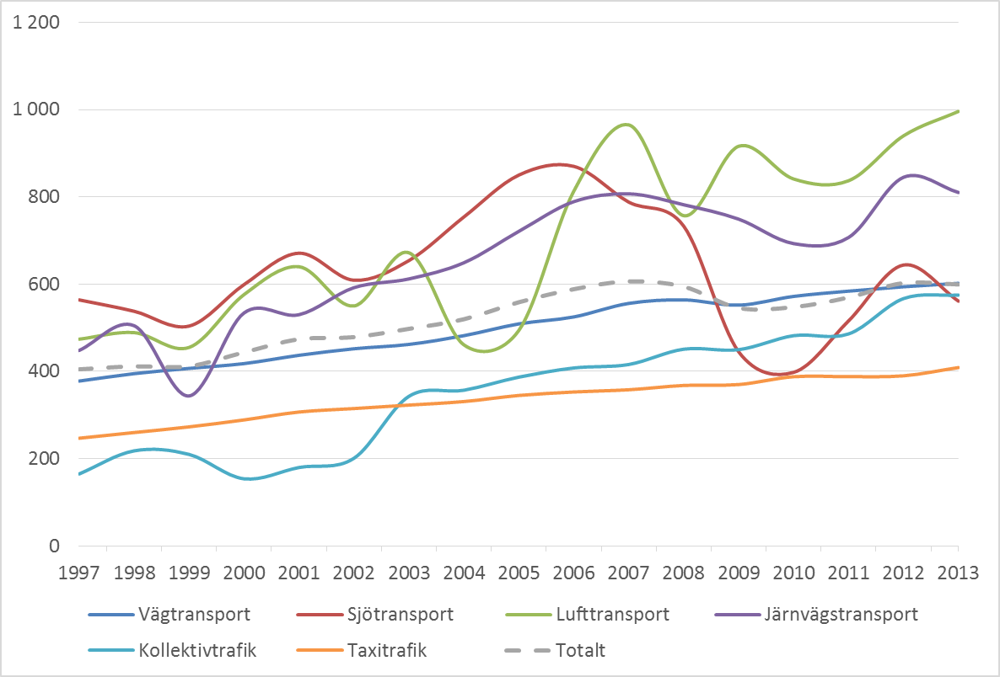 1 200
1 000
800
600
400
200
0
1997 1998 1999 2000 2001 2002 2003 2004 2005 2006 2007 2008 2009 2010 2011 2012 2013
Vägtransport Sjötransport Lufttransport Järnvägstransport
Kollektivtrafik Taxitrafik Totalt